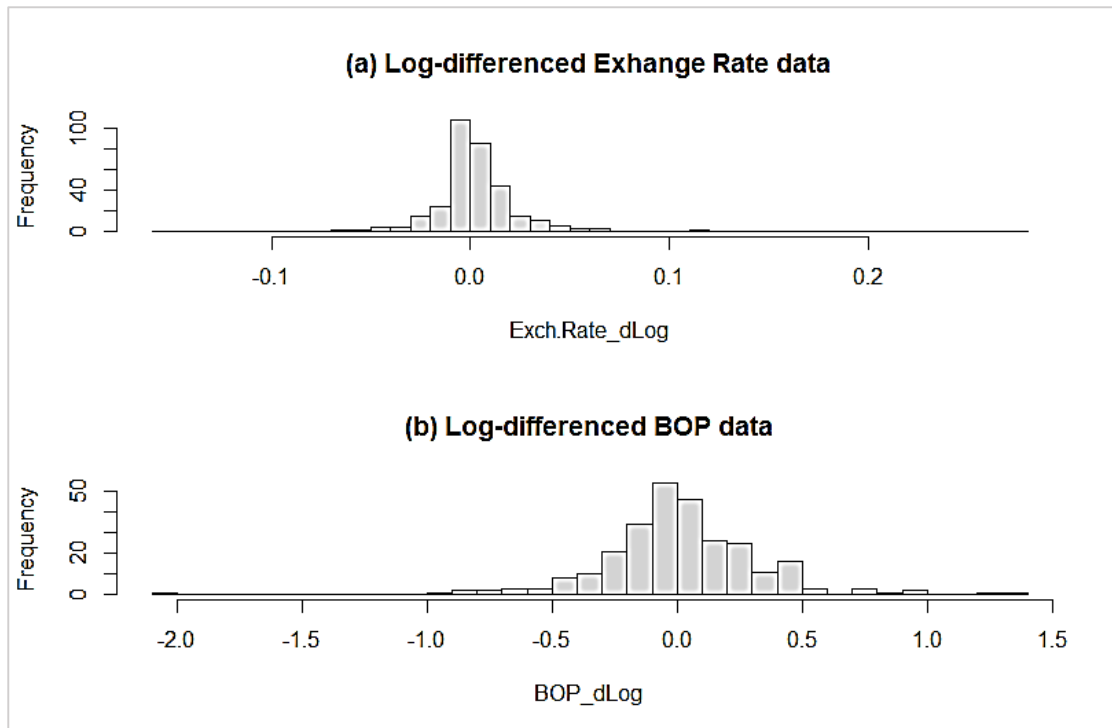 (a) Log-differenced Exhange Rate data
Frequency
0 40 100
-0.1 0.0 0.1 0.2
Exch.Rate_dLog
(b) Log-differenced BOP data
Frequency
0 20 50
-2.0 -1.5 -1.0 -0.5 0.0 0.5 1.0 1.5
BOP_dLog